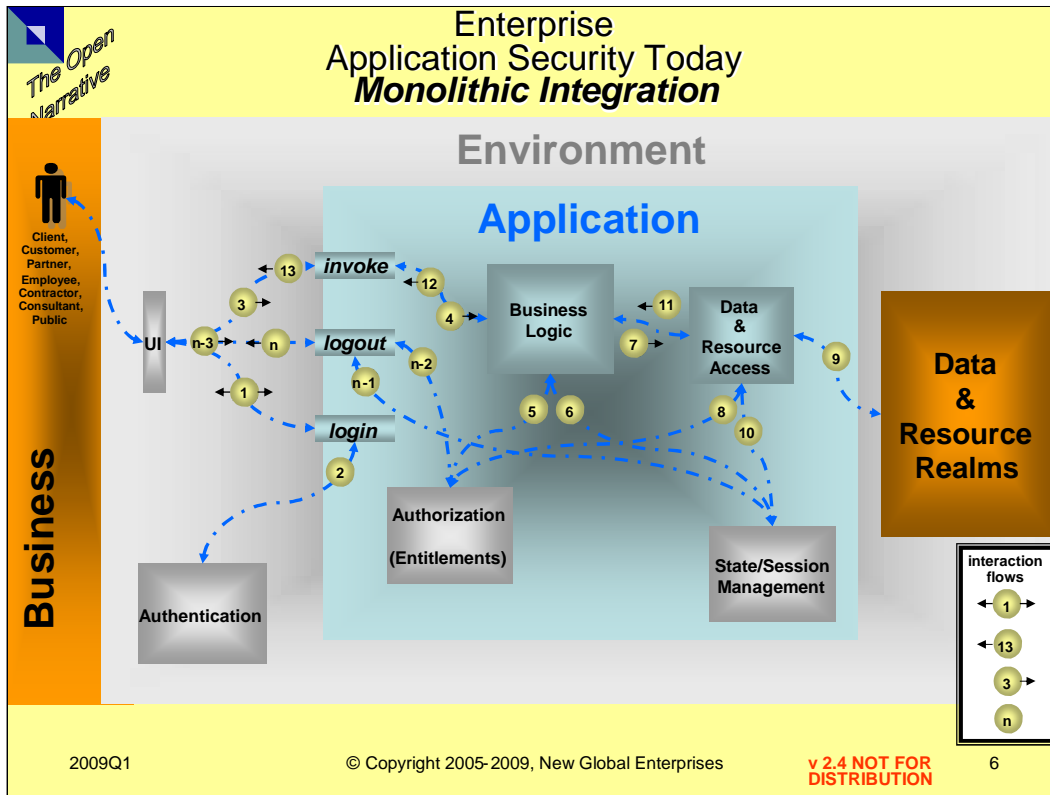 The Open
Narrative
Enterprise
Application Security Today
Monolithic Integration
Environment
Application
Client,
Customer,
Partner,
Employee,
Contractor,
Consultant,
Public
Business
UI
13
3
n-3
n
1
2
invoke
logout
login
12
4
n-2
n-1
Business
Logic
11
7
5
6
8
10
Data
&
Resource
Access
9
Data
&
Resource
Realms
Authorization
(Entitlements)
State/Session
Management
Authentication
interaction
flows
1
13
3
n
2009Q1
© Copyright 2005-2009, New Global Enterprises
v 2.4 NOT FOR
DISTRIBUTION
6